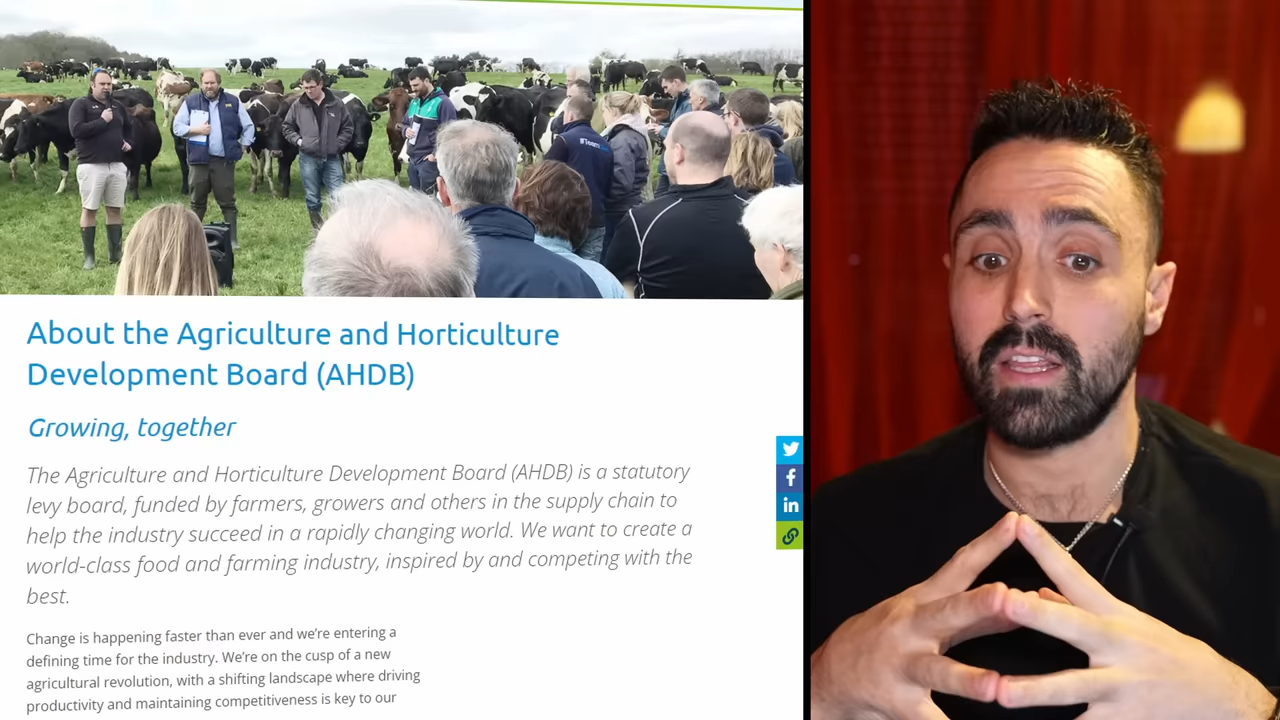 About the Agriculture and Horticulture
Development Board (AHDB)
Growing, together
The Agriculture and Horticulture Development Board (AHDB) is a statutory
levy board, funded by farmers, growers and others in the supply chain to
help the industry succeed in a rapidly changing world. We want to create a
world-class food and farming industry, inspired by and competing with the
best.
Change is happening faster than ever and we’re entering a
defining time for the industry. We’re on the cusp of a new
agricultural revolution, with a shifting landscape where driving
productivity and maintaining competitiveness is key to our